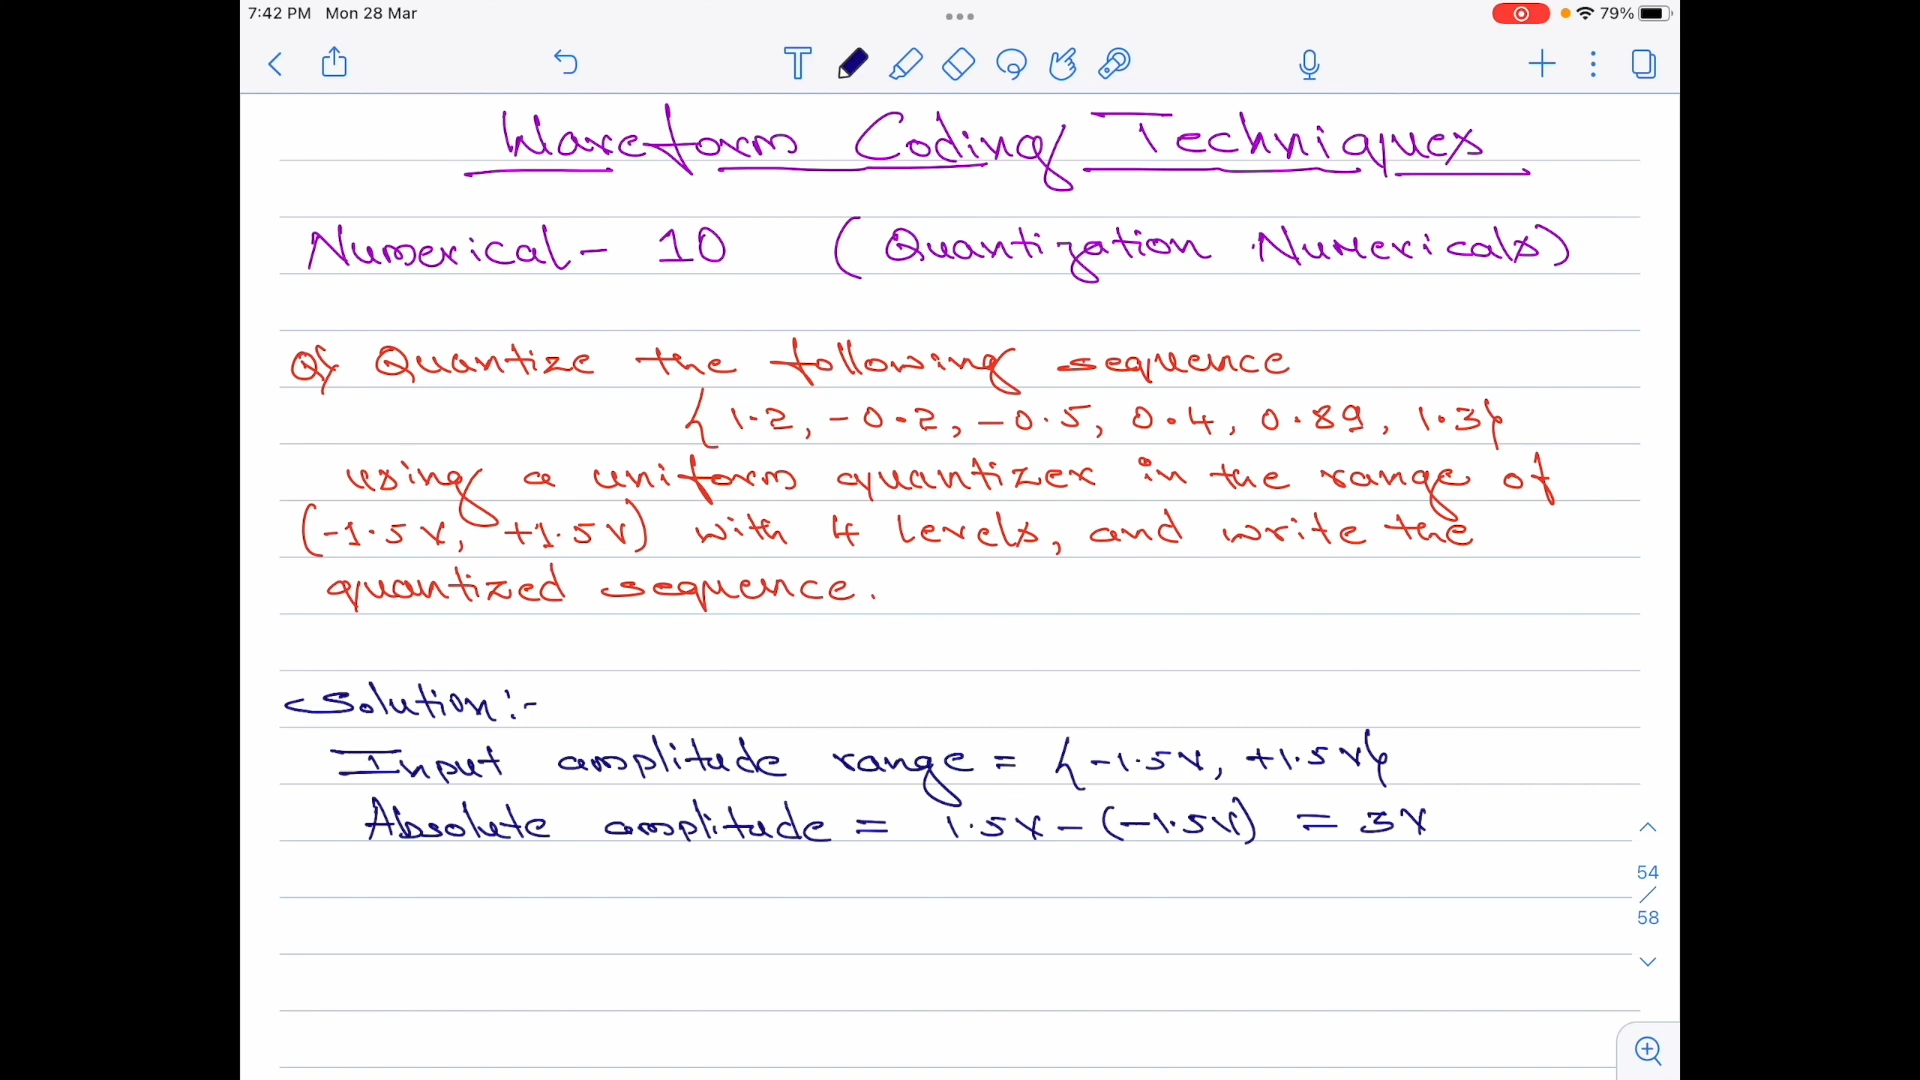 7:42 PM Mon 28 Mar
79%
Waveform Coding Techniques
Numerical- 10 (Quantization Numericals)
Q) Quantize the following sequence
{1.2, -0.2, -0.5, 0.4, 0.89, 1.3}
using a uniform quantizer in the range of
(-1.5V, +1.5V) with 4 levels, and write the
quantized sequence.
Solution:-
Input amplitude range = {-1.5V, +1.5V}
Absolute amplitude = 1.5V-(-1.5V) = 3V
54
/
58